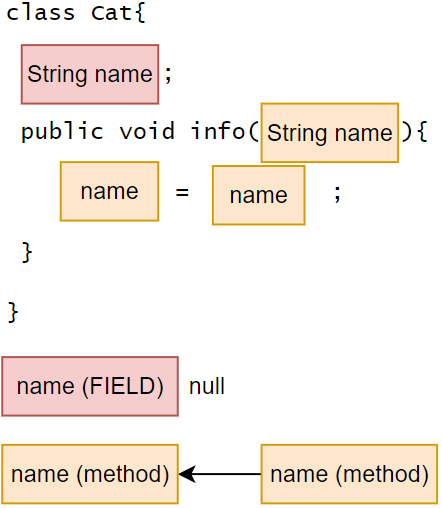 class Cat{
String name ;
public void info( String name ){
name = name ;
}
}
name (FIELD) null
name (method) name (method)